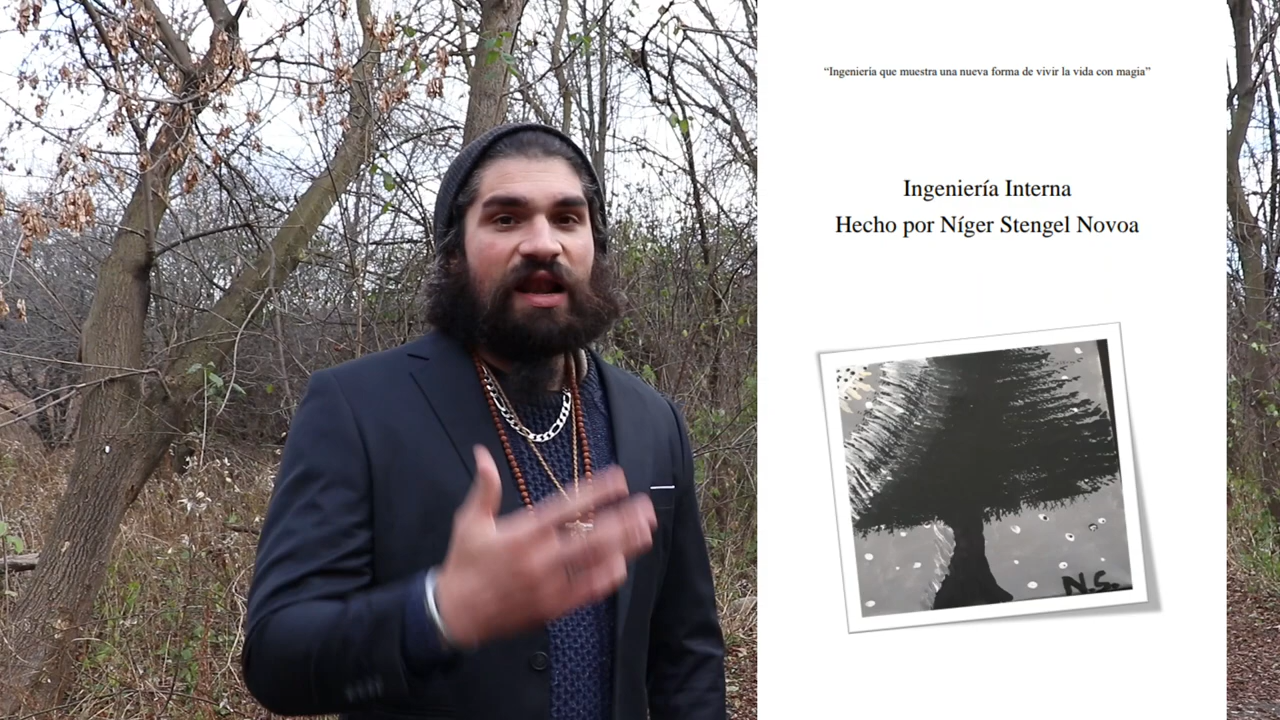 “Ingeniería que muestra una nueva forma de vivir la vida con magia”
Ingeniería Interna
Hecho por Níger Stengel Novoa
N.S.